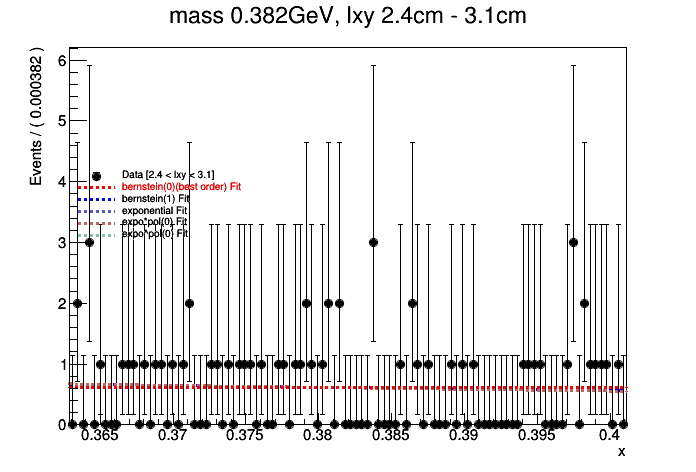 mass 0.382GeV, lxy 2.4cm - 3.1cm
Events / ( 0.000382 )
6
5
4
3
2
1
0
Data [2.4 < lxy < 3.1]
bernstein(0)(best order) Fit
bernstein(1) Fit
exponential Fit
expo*pol(0) Fit
expo*pol(0) Fit
0.365 0.37 0.375 0.38 0.385 0.39 0.395 0.4
x